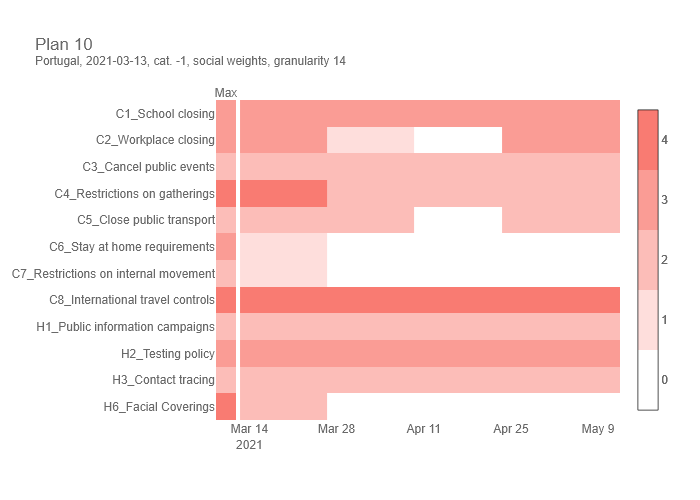 Plan 10
Portugal, 2021-03-13, cat. -1, social weights, granularity 14
Max
C1_School closing
C2_Workplace closing
C3_Cancel public events
C4_Restrictions on gatherings
C5_Close public transport
C6_Stay at home requirements
C7_Restrictions on internal movement
C8_International travel controls
H1_Public information campaigns
H2_Testing policy
H3_Contact tracing
H6_Facial Coverings
4
3
2
1
0
Mar 14 Mar 28 Apr 11 Apr 25 May 9
2021